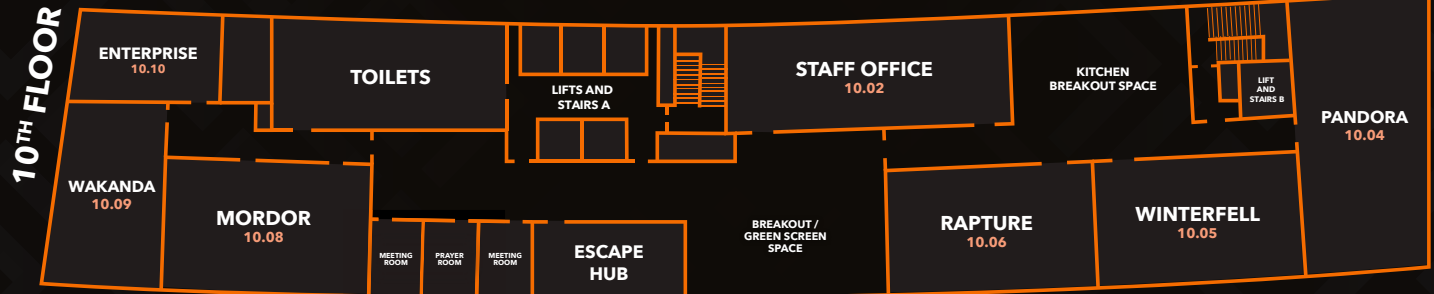 10TH FLOOR
ENTERPRISE
10.10
TOILETS
LIFTS AND
STAIRS A
STAFF OFFICE
10.02
KITCHEN
BREAKOUT SPACE
LIFT
AND
STAIRS B
PANDORA
10.04
WAKANDA
10.09
MORDOR
10.08
MEETING
ROOM
PRAYER
ROOM
MEETING
ROOM
ESCAPE
HUB
BREAKOUT /
GREEN SCREEN
SPACE
RAPTURE
10.06
WINTERFELL
10.05